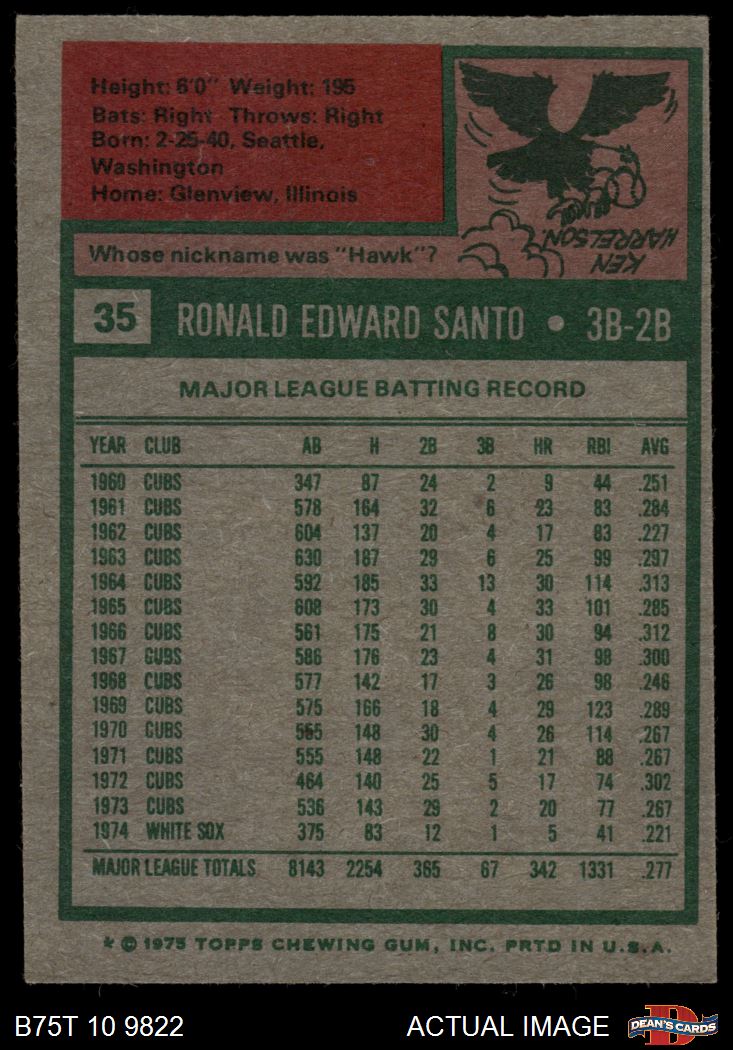 Height: 6'0" Weight: 195
Bats: Right Throws: Right
Born: 2-25-40, Seattle,
Washington
Home: Glenview, Illinois
Whose nickname was "Hawk"?
KEN
HARRELSON.
35 RONALD EDWARD SANTO • 3B-2B
MAJOR LEAGUE BATTING RECORD
YEAR CLUB AB H 2B 3B HR RBI AVG
1960 CUBS 347 87 24 2 9 44 .251
1961 CUBS 578 164 32 6 23 83 .284
1962 CUBS 604 137 20 4 17 83 .227
1963 CUBS 630 187 29 6 25 99 .297
1964 CUBS 592 185 33 13 30 114 .313
1965 CUBS 608 173 30 4 33 101 .285
1966 CUBS 561 175 21 8 30 94 .312
1967 CUBS 586 176 23 4 31 98 .300
1968 CUBS 577 142 17 3 26 98 .246
1969 CUBS 575 166 18 4 29 123 .289
1970 CUBS 555 148 30 4 26 114 .267
1971 CUBS 555 148 22 1 21 88 .267
1972 CUBS 464 140 25 5 17 74 .302
1973 CUBS 536 143 29 2 20 77 .267
1974 WHITE SOX 375 83 12 1 5 41 .221
MAJOR LEAGUE TOTALS 8143 2254 365 67 342 1331 .277
* © 1975 TOPPS CHEWING GUM, INC. PRTD IN U.S.A.
B75T 10 9822 ACTUAL IMAGE D DEAN'S CARDS